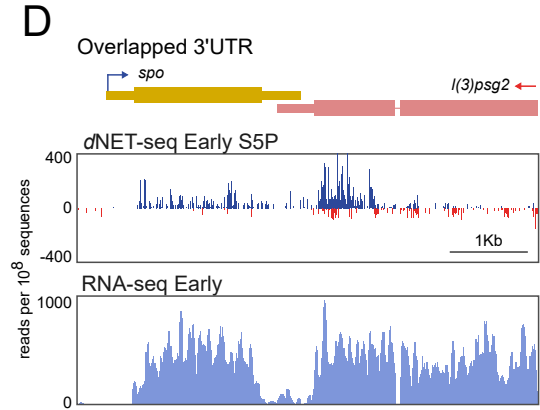 D
Overlapped 3'UTR
spo
l(3)psg2
dNET-seq Early S5P
400
0
-400
1Kb
reads per 10⁸ sequences
RNA-seq Early
1000
0